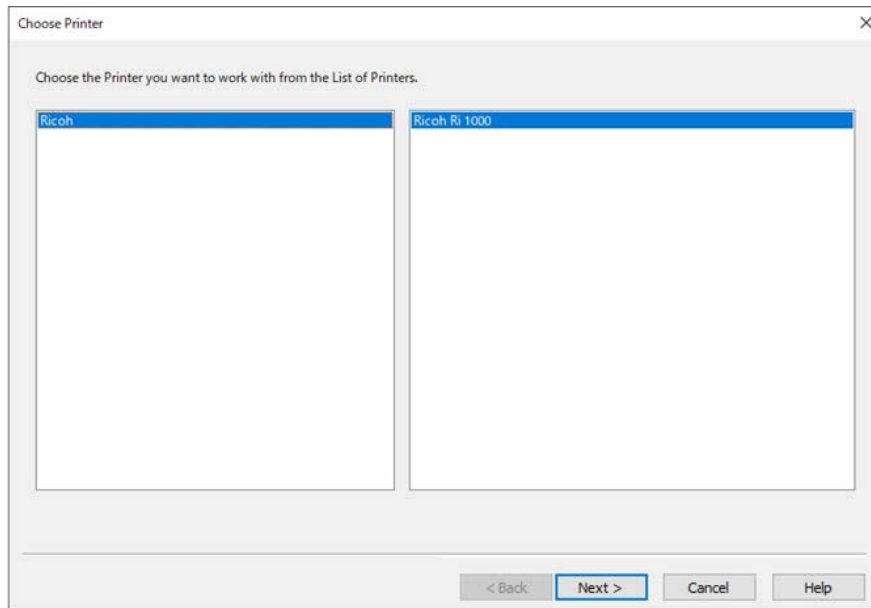 Choose Printer
Choose the Printer you want to work with from the List of Printers.
Ricoh
Ricoh Ri 1000
< Back
Next >
Cancel
Help